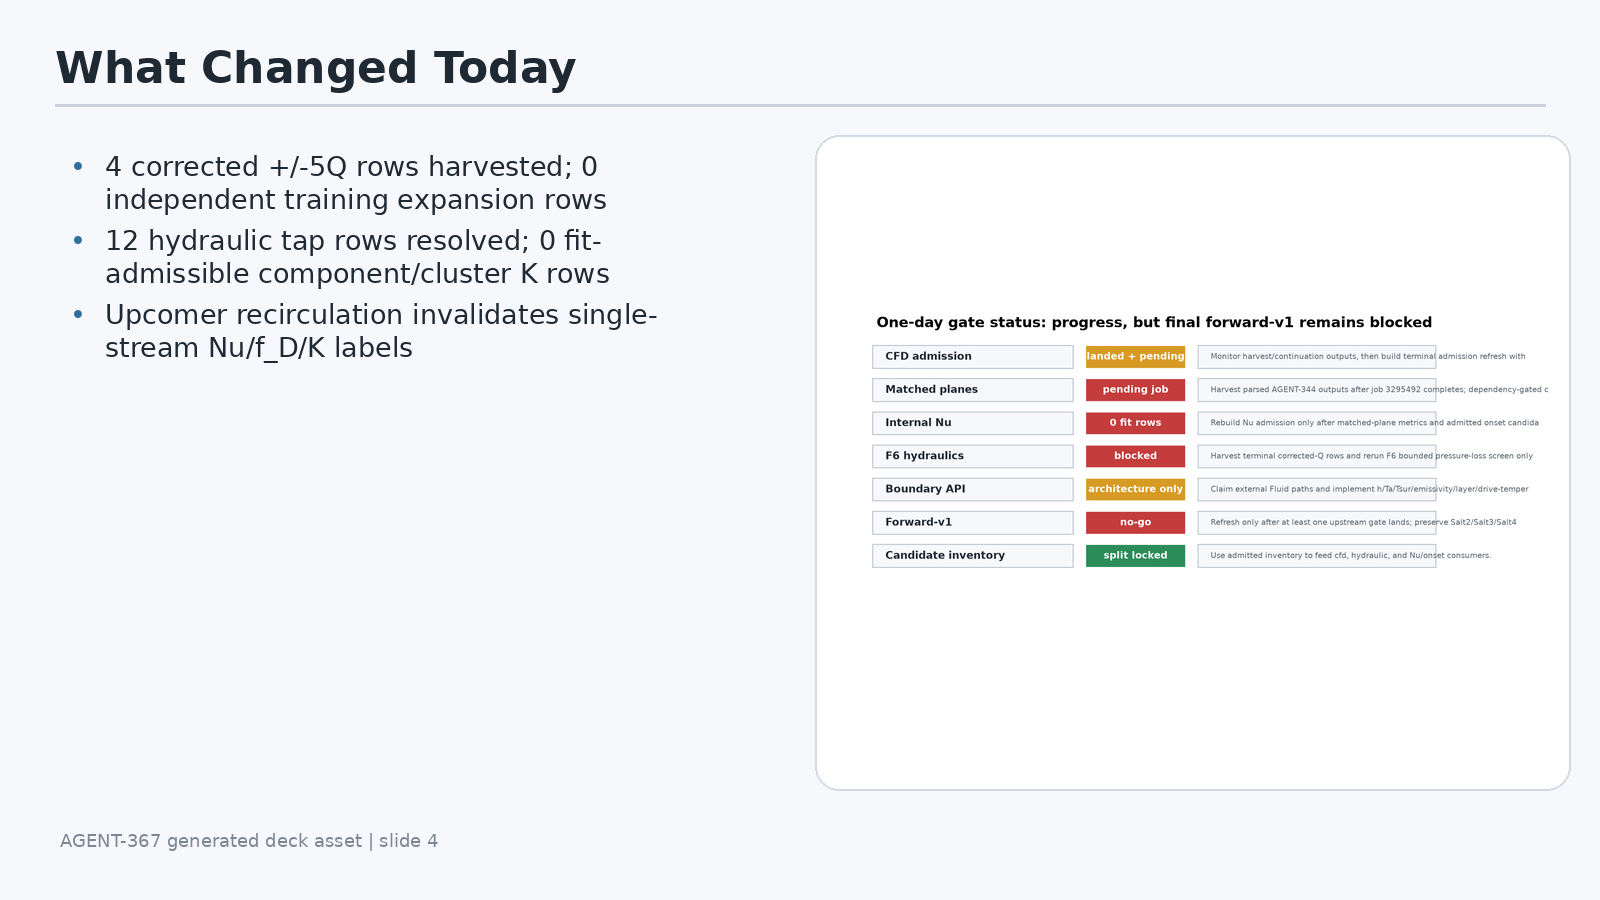 What Changed Today
• 4 corrected +/-5Q rows harvested; 0
independent training expansion rows
• 12 hydraulic tap rows resolved; 0 fit-
admissible component/cluster K rows
• Upcomer recirculation invalidates single-
stream Nu/f_D/K labels
One-day gate status: progress, but final forward-v1 remains blocked
CFD admission landed + pending Monitor harvest/continuation outputs, then build terminal admission refresh with
Matched planes pending job Harvest parsed AGENT-344 outputs after job 3295492 completes; dependency-gated c
Internal Nu 0 fit rows Rebuild Nu admission only after matched-plane metrics and admitted onset candida
F6 hydraulics blocked Harvest terminal corrected-Q rows and rerun F6 bounded pressure-loss screen only
Boundary API architecture only Claim external Fluid paths and implement h/Ta/Tsur/emissivity/layer/drive-temper
Forward-v1 no-go Refresh only after at least one upstream gate lands; preserve Salt2/Salt3/Salt4
Candidate inventory split locked Use admitted inventory to feed cfd, hydraulic, and Nu/onset consumers.
AGENT-367 generated deck asset | slide 4